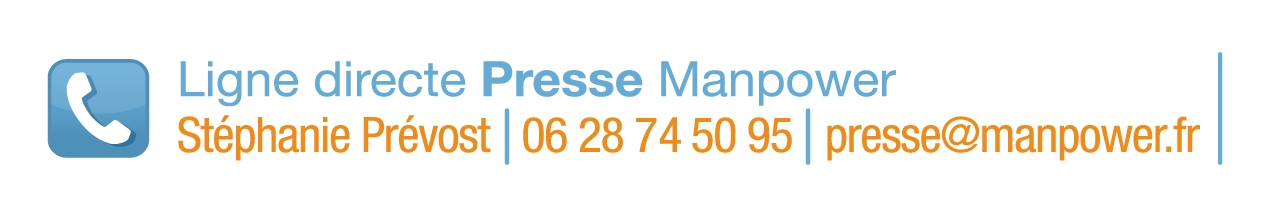 Ligne directe Presse Manpower
Stéphanie Prévost | 06 28 74 50 95 | presse@manpower.fr